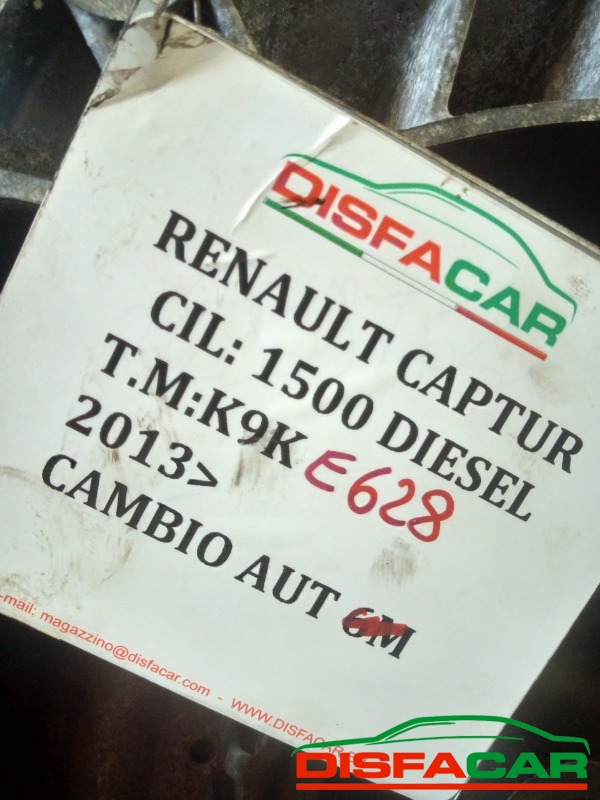 DISFACAR
RENAULT CAPTUR
CIL: 1500 DIESEL
T.M:K9K E628
2013>
CAMBIO AUT 6M
-mail: magazzino@disfacar.com - www.DISFACAR.
DISFACAR